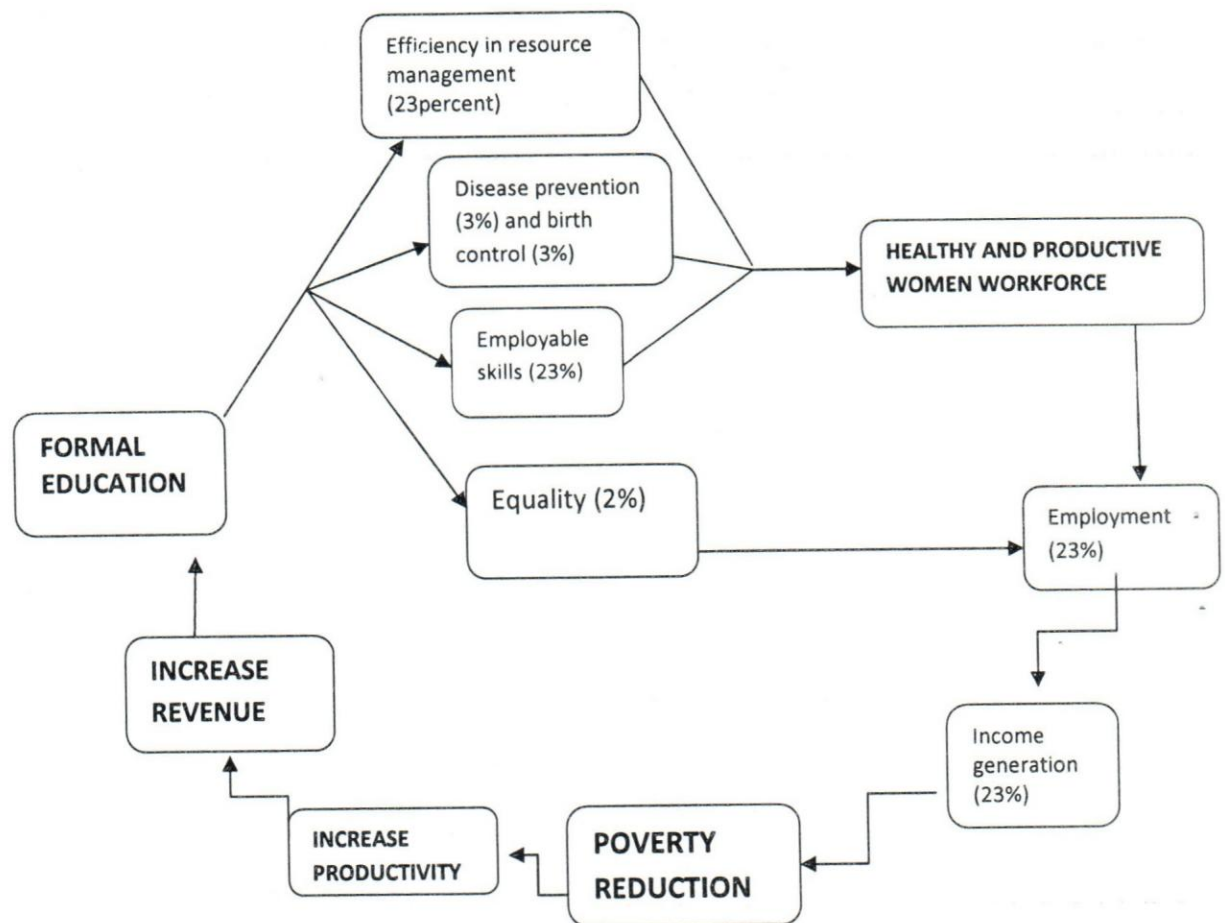 Efficiency in resource
management
(23percent)
Disease prevention
(3%) and birth
control (3%)
Employable
skills (23%)
Equality (2%)
HEALTHY AND PRODUCTIVE
WOMEN WORKFORCE
Employment
(23%)
Income
generation
(23%)
POVERTY
REDUCTION
INCREASE
PRODUCTIVITY
INCREASE
REVENUE
FORMAL
EDUCATION